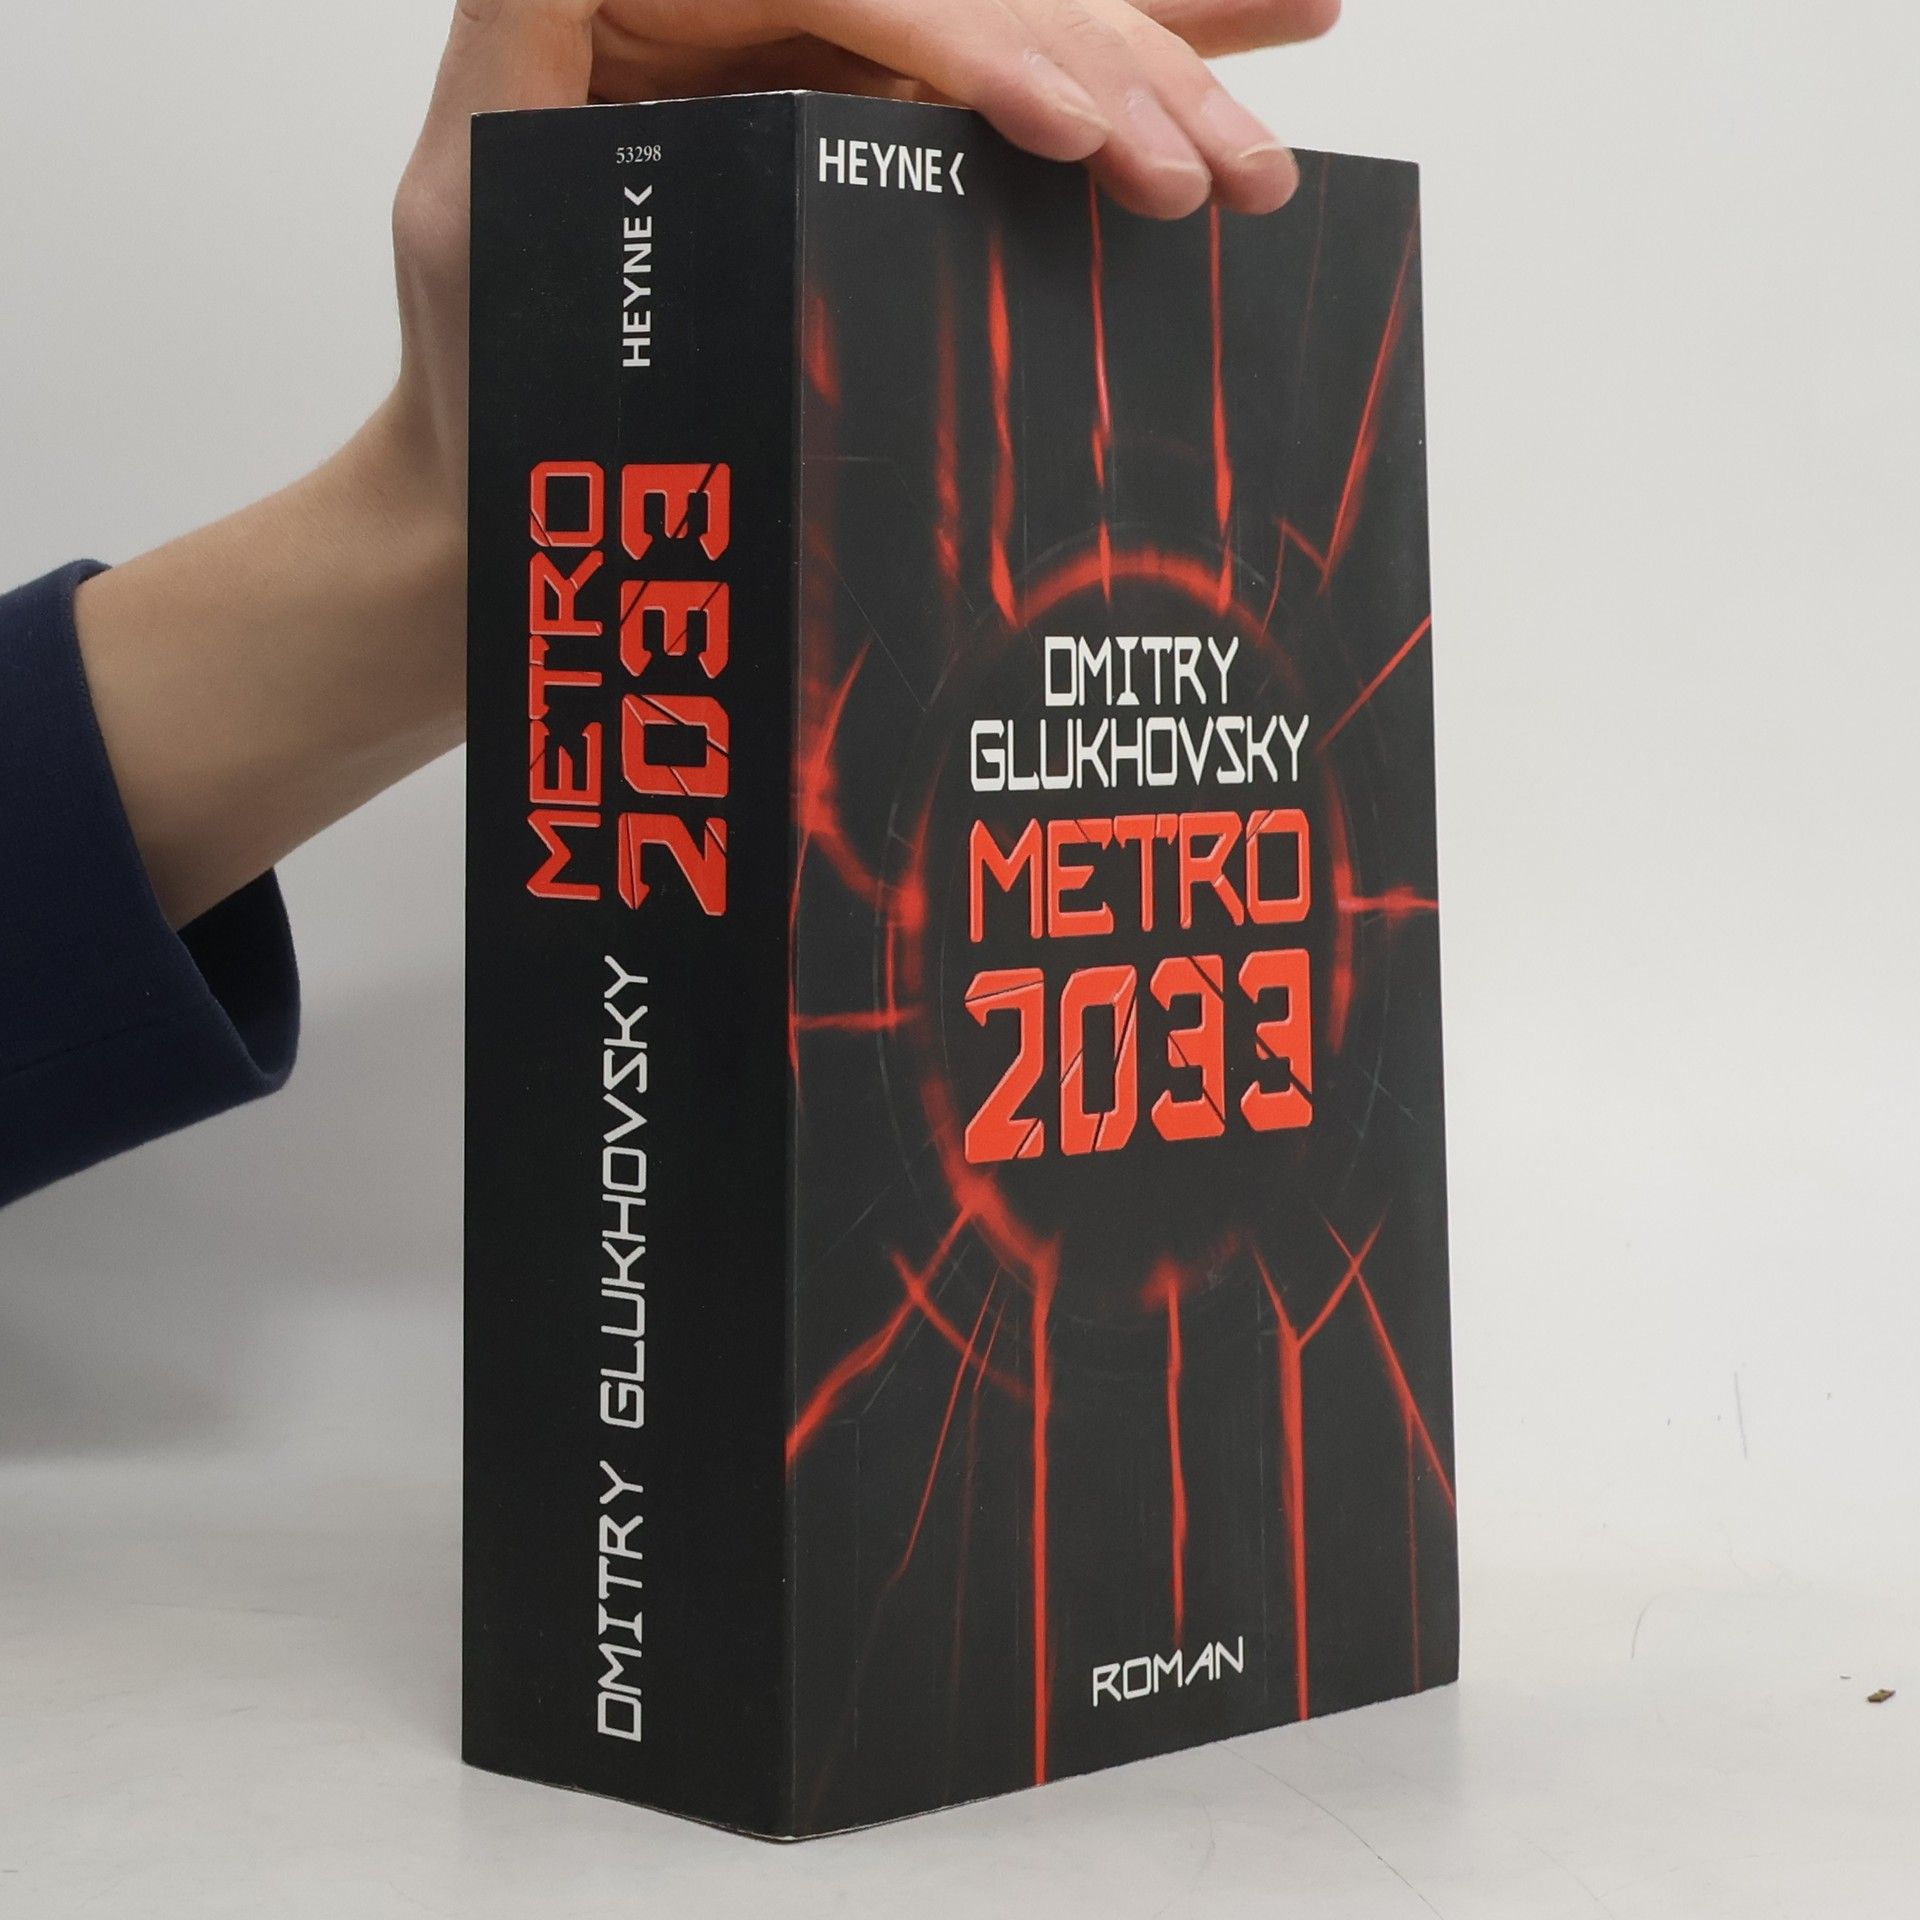 53298
HEYNE<
METRO
2033
DMITRY GLUKHOVSKY
HEYNE<
DMITRY
GLUKHOVSKY
METRO
2033
ROMAN